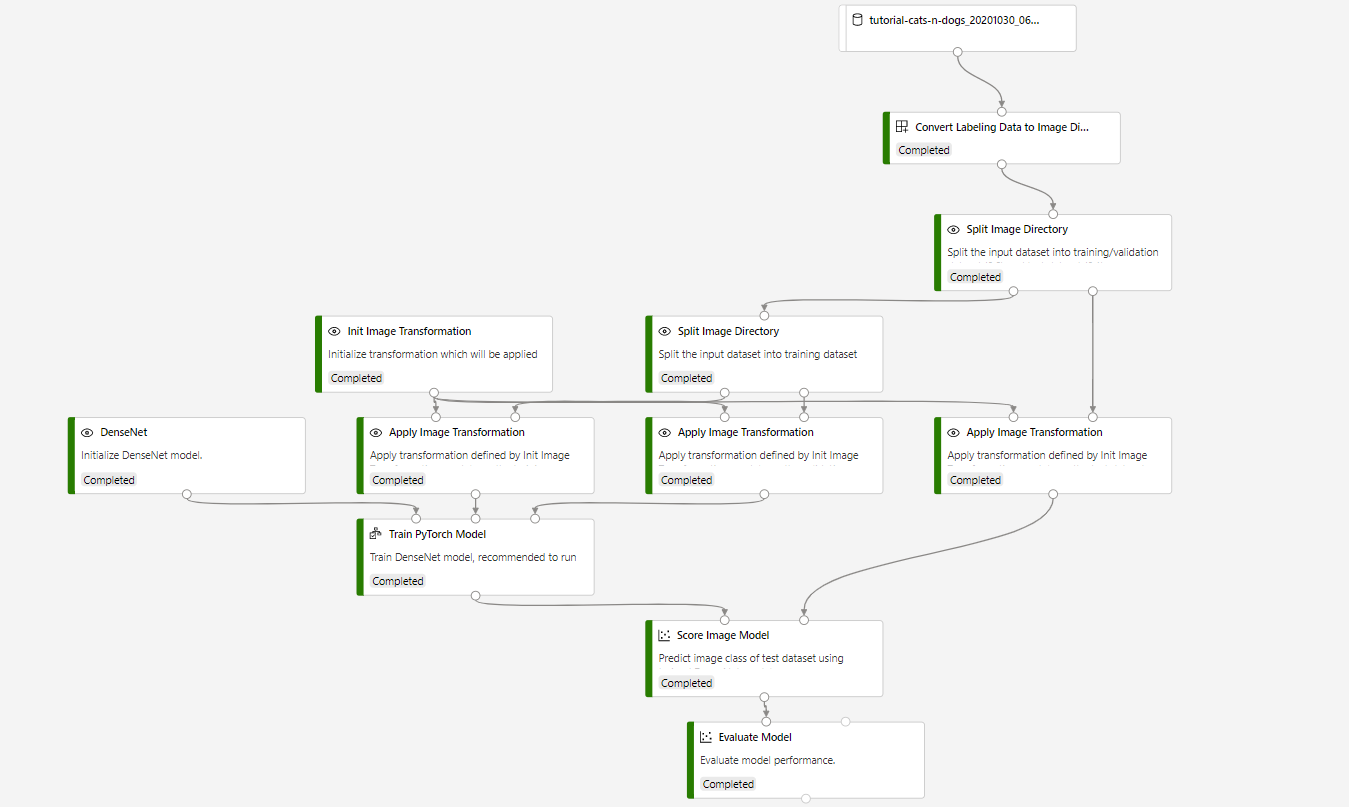 tutorial-cats-n-dogs_20201030_06...
Convert Labeling Data to Image Di...
Completed
Split Image Directory
Split the input dataset into training/validation
Completed
Init Image Transformation
Initialize transformation which will be applied
Completed
Split Image Directory
Split the input dataset into training dataset
Completed
DenseNet
Initialize DenseNet model.
Completed
Apply Image Transformation
Apply transformation defined by Init Image
Completed
Apply Image Transformation
Apply transformation defined by Init Image
Completed
Apply Image Transformation
Apply transformation defined by Init Image
Completed
Train PyTorch Model
Train DenseNet model, recommended to run
Completed
Score Image Model
Predict image class of test dataset using
Completed
Evaluate Model
Evaluate model performance.
Completed